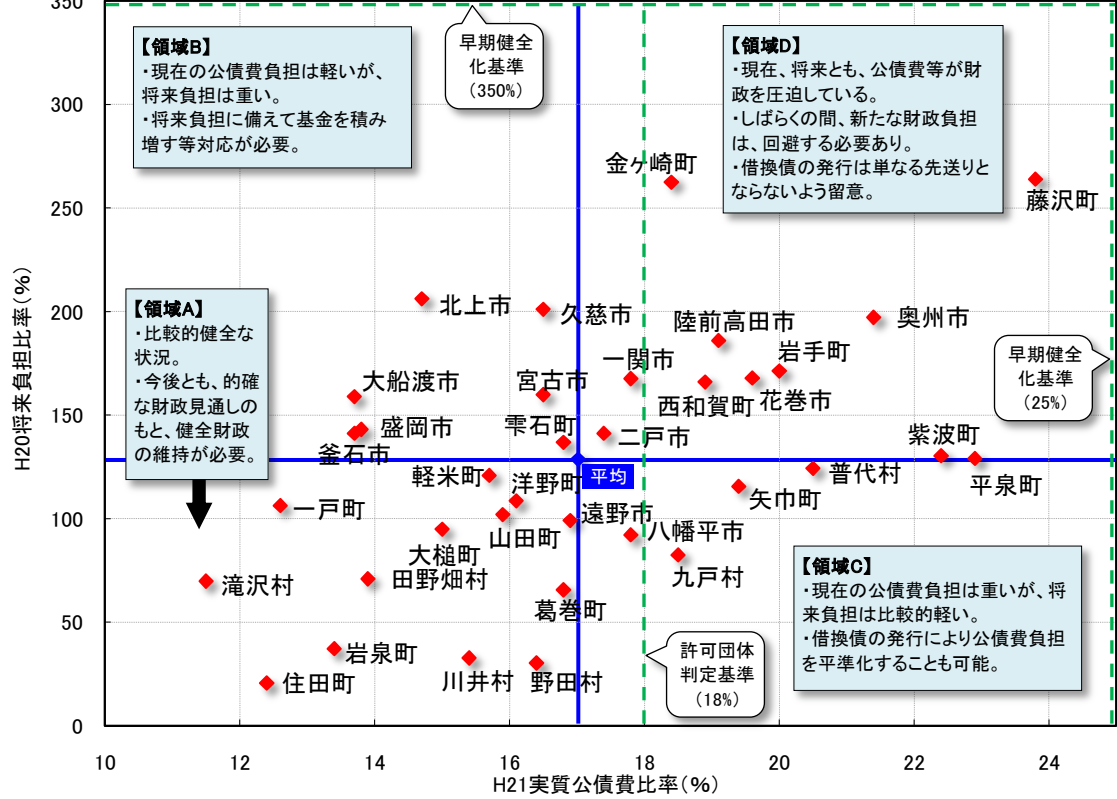 350
300
250
200
150
100
50
0
H20将来負担比率(%)
【領域B】
・現在の公債費負担は軽いが、
将来負担は重い。
・将来負担に備えて基金を積み
増す等対応が必要。
早期健全
化基準
(350%)
【領域D】
・現在、将来とも、公債費等が財
政を圧迫している。
・しばらくの間、新たな財政負担
は、回避する必要あり。
・借換債の発行は単なる先送りと
ならないよう留意。
金ヶ崎町
藤沢町
【領域A】
・比較的健全な
状況。
・今後とも、的確
な財政見通しの
もと、健全財政
の維持が必要。
北上市
久慈市
陸前高田市
奥州市
一関市
岩手町
早期健全
化基準
(25%)
大船渡市
宮古市
西和賀町
花巻市
盛岡市
釜石市
雫石町
二戸市
紫波町
平均
軽米町
洋野町
普代村
平泉町
矢巾町
一戸町
山田町
遠野市
八幡平市
大槌町
九戸村
滝沢村
田野畑村
葛巻町
【領域C】
・現在の公債費負担は重いが、将
来負担は比較的軽い。
・借換債の発行により公債費負担
を平準化することも可能。
岩泉町
住田町
川井村
野田村
許可団体
判定基準
(18%)
10
12
14
16
18
20
22
24
H21実質公債費比率(%)